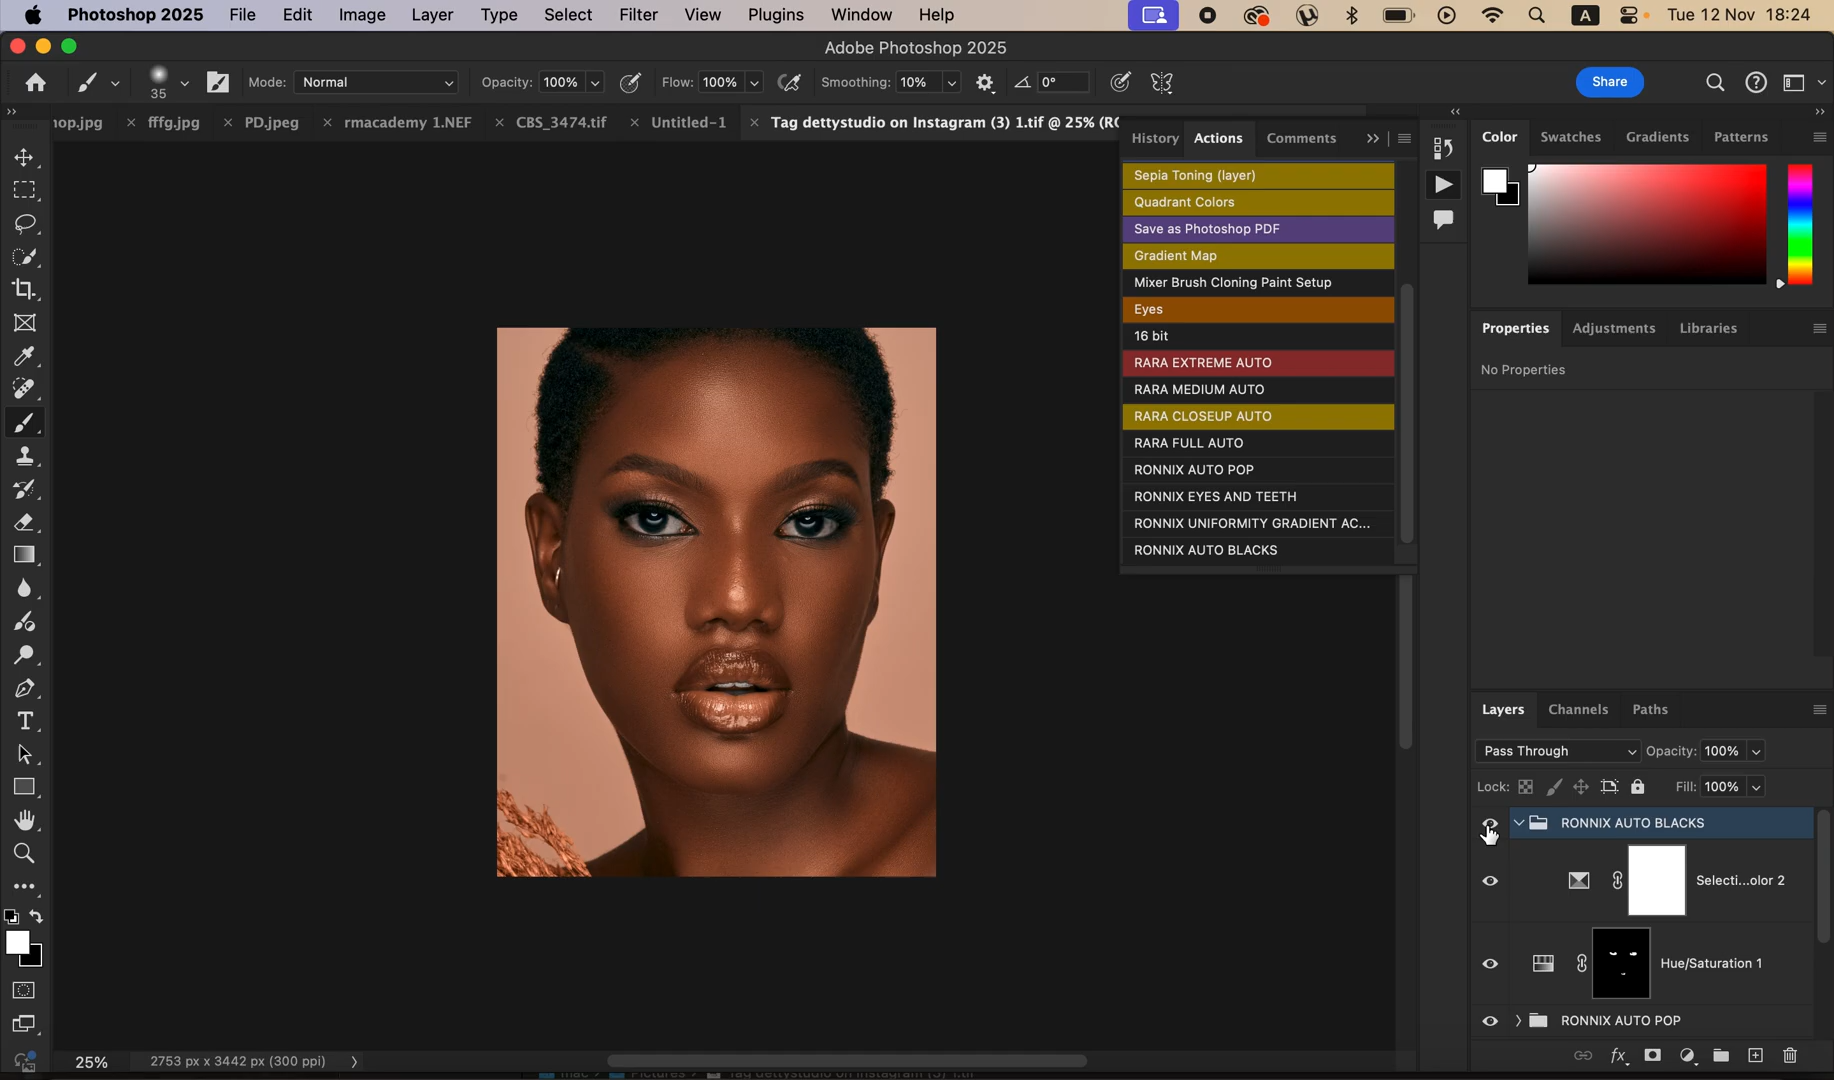 Photoshop 2025 File Edit Image Layer Type Select Filter View Plugins Window Help A Tue 12 Nov 18:24
Adobe Photoshop 2025
35 Mode: Normal Opacity: 100% Flow: 100% Smoothing: 10% 0° Share
op.jpg × fffg.jpg × PD.jpeg × rmacademy 1.NEF × CBS_3474.tif × Untitled-1 × Tag dettystudio on Instagram (3) 1.tif @ 25%
History Actions Comments
Sepia Toning (layer)
Quadrant Colors
Save as Photoshop PDF
Gradient Map
Mixer Brush Cloning Paint Setup
Eyes
16 bit
RARA EXTREME AUTO
RARA MEDIUM AUTO
RARA CLOSEUP AUTO
RARA FULL AUTO
RONNIX AUTO POP
RONNIX EYES AND TEETH
RONNIX UNIFORMITY GRADIENT AC...
RONNIX AUTO BLACKS
Color Swatches Gradients Patterns
Properties Adjustments Libraries
No Properties
Layers Channels Paths
Pass Through Opacity: 100%
Lock: Fill: 100%
RONNIX AUTO BLACKS
Selecti...olor 2
Hue/Saturation 1
RONNIX AUTO POP
fx
25% 2753 px x 3442 px (300 ppi)